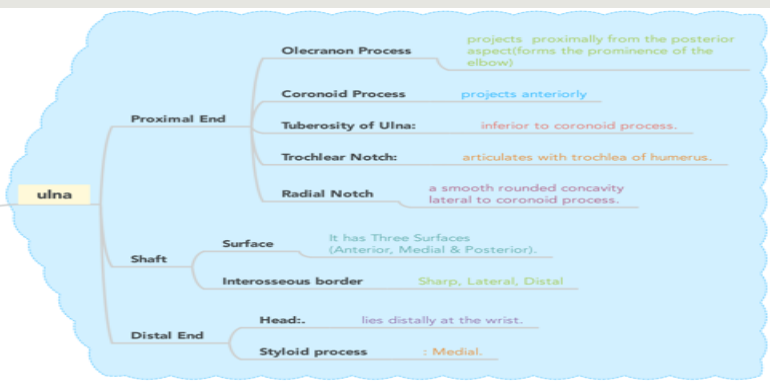 ulna
Proximal End
Olecranon Process
projects  proximally from the posterior
aspect(forms the prominence of the
elbow)
Coronoid Process
projects anteriorly
Tuberosity of Ulna:
inferior to coronoid process.
Trochlear Notch:
articulates with trochlea of humerus.
Radial Notch
a smooth rounded concavity
lateral to coronoid process.
Shaft
Surface
It has Three Surfaces
(Anterior, Medial & Posterior).
Interosseous border
Sharp, Lateral, Distal
Distal End
Head:.
lies distally at the wrist.
Styloid process
: Medial.